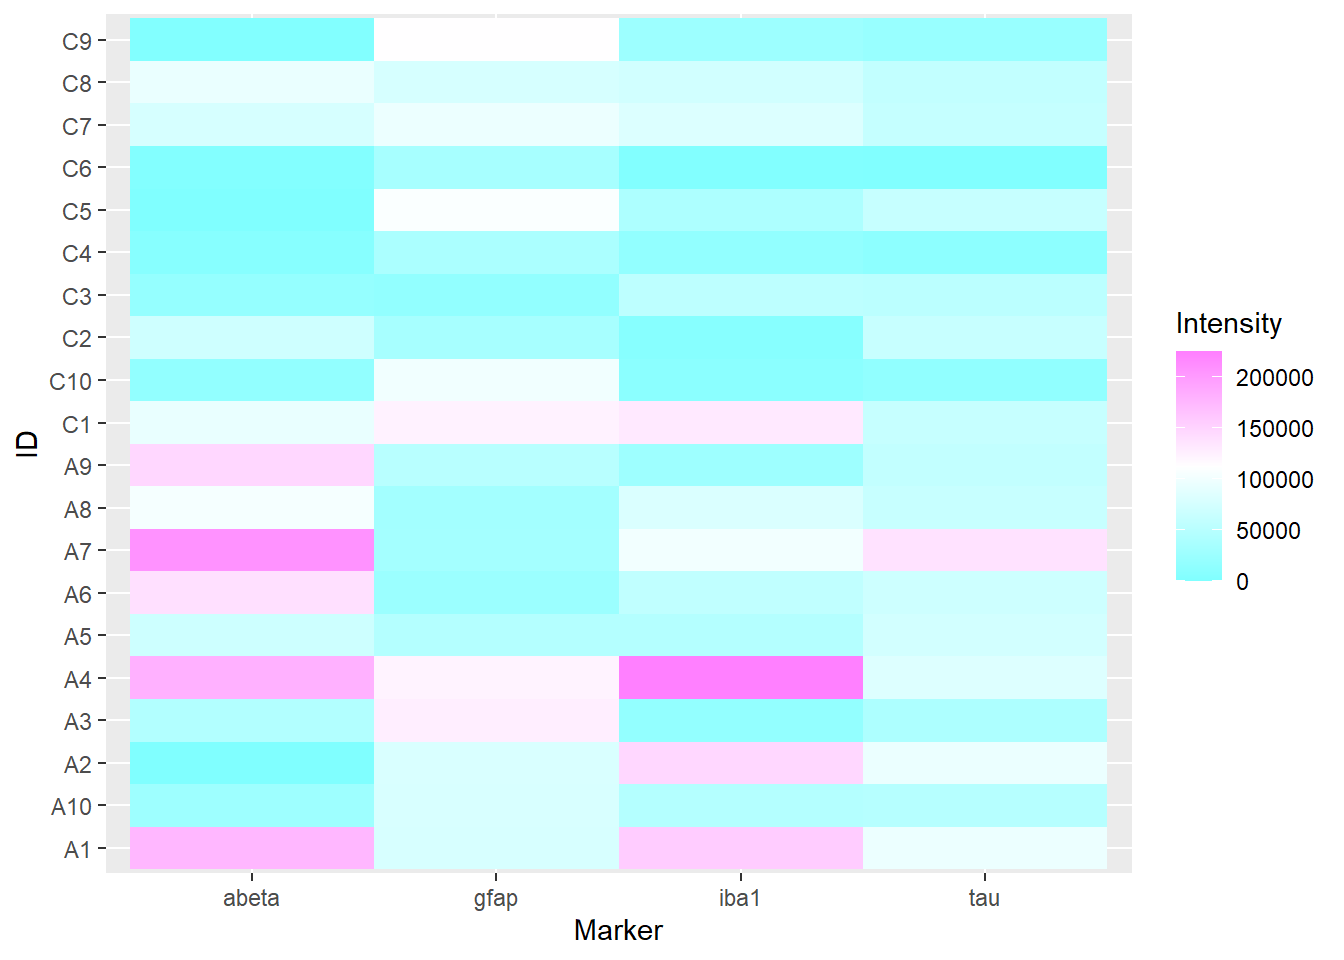 C9
C8
C7
C6
C5
C4
C3
C2
C10
C1
A9
A8
A7
A6
A5
A4
A3
A2
A10
A1
ID
abeta gfap iba1 tau
Marker
Intensity
200000
150000
100000
50000
0